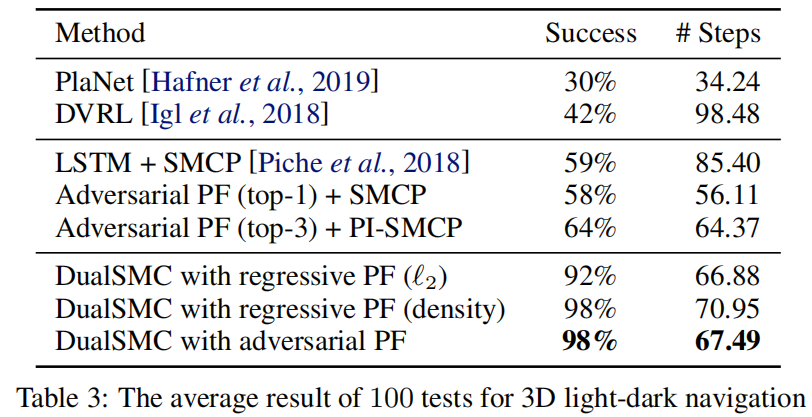 Method Success # Steps
PlaNet [Hafner et al., 2019] 30% 34.24
DVRL [Igl et al., 2018] 42% 98.48
LSTM + SMCP [Piche et al., 2018] 59% 85.40
Adversarial PF (top-1) + SMCP 58% 56.11
Adversarial PF (top-3) + PI-SMCP 64% 64.37
DualSMC with regressive PF (ℓ₂) 92% 66.88
DualSMC with regressive PF (density) 98% 70.95
DualSMC with adversarial PF 98% 67.49
Table 3: The average result of 100 tests for 3D light-dark navigation